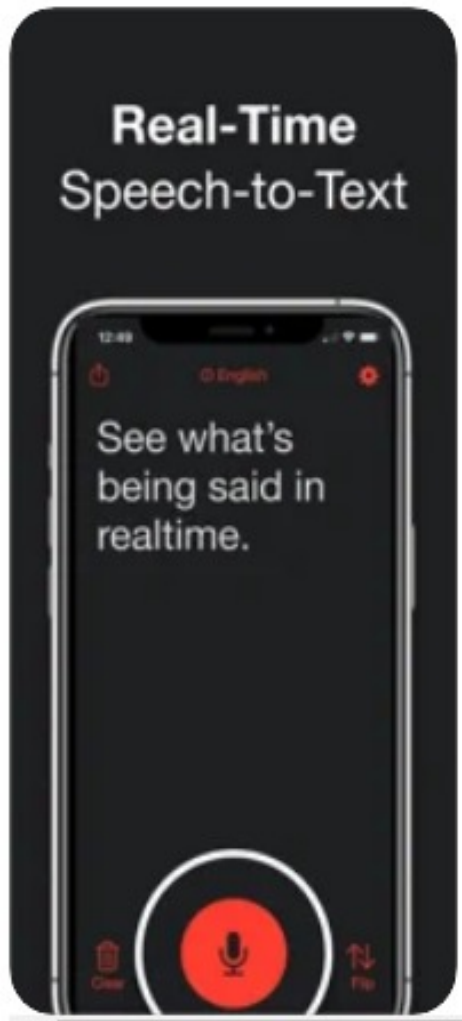 Real-Time
Speech-to-Text
12:49
English
See what's
being said in
realtime.
Clear
Flip